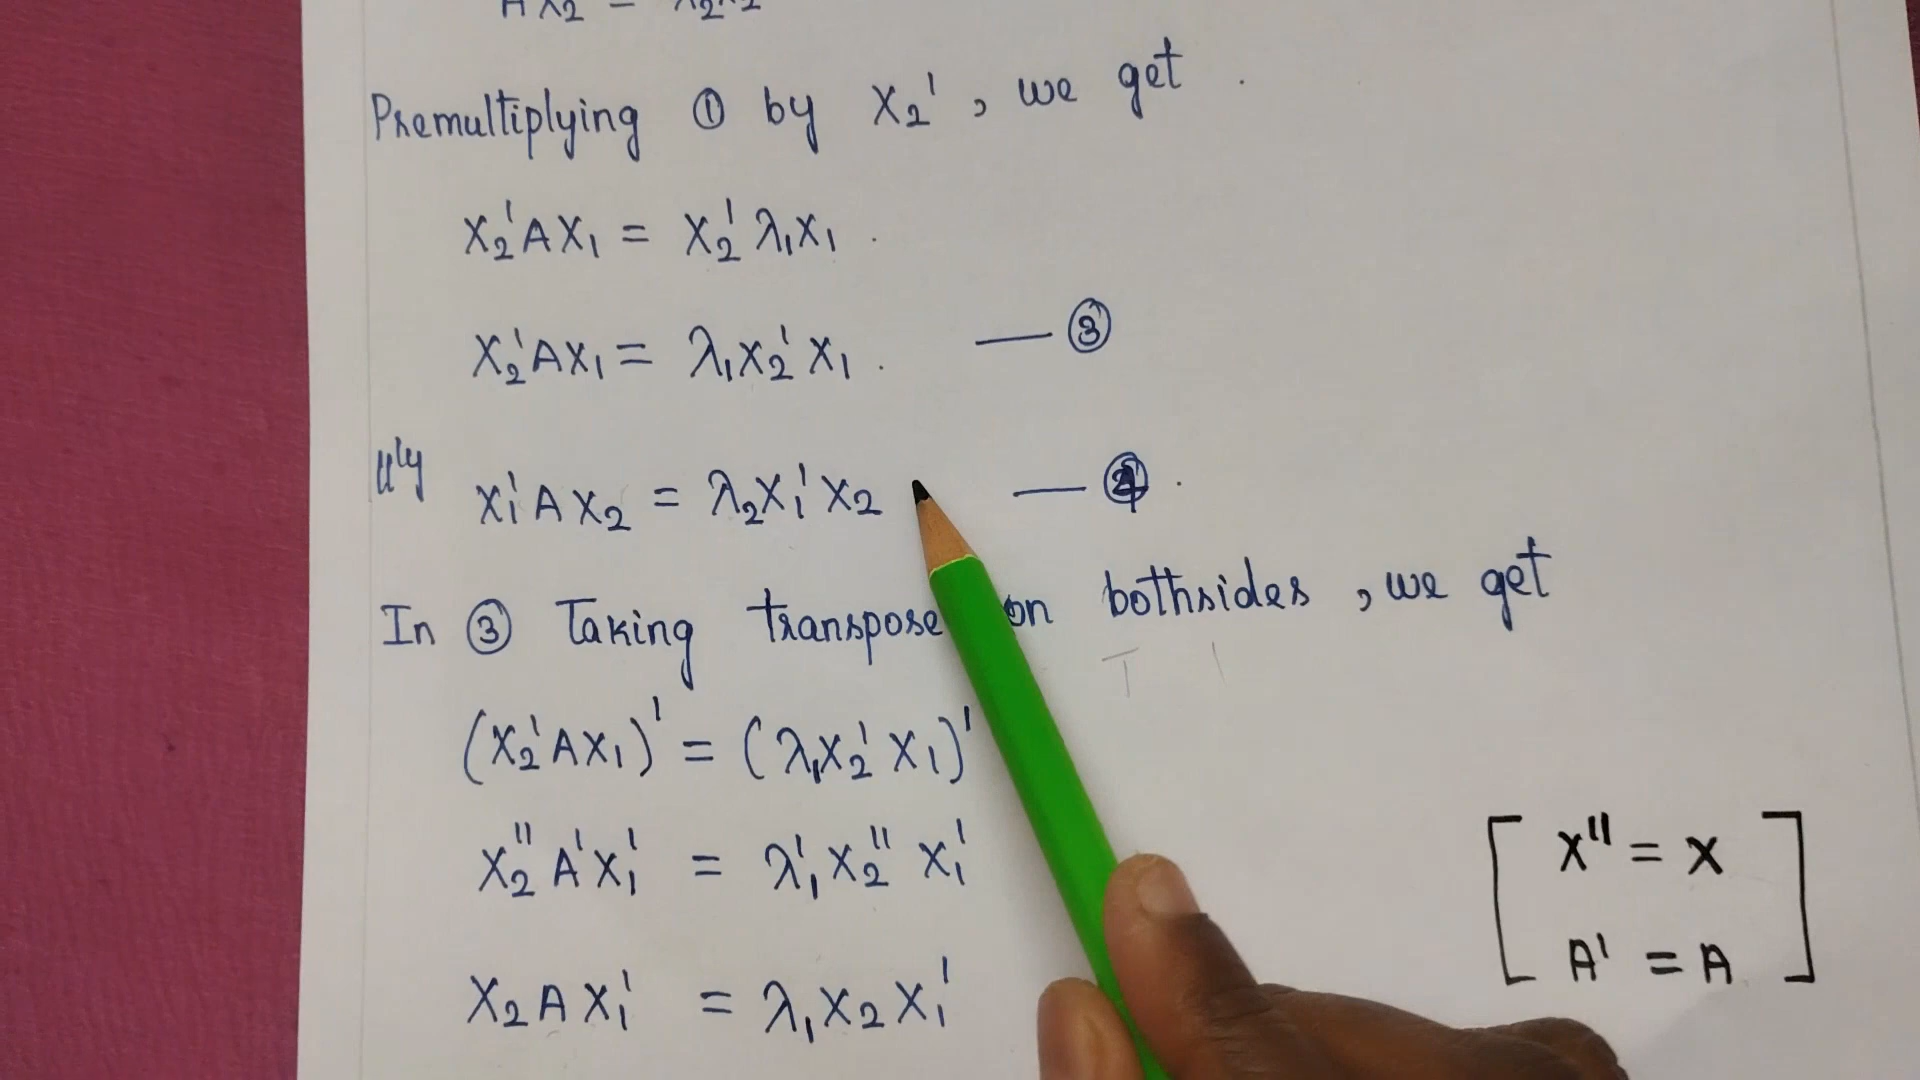 Premultiplying ① by X₂', we get .
X₂'AX₁ = X₂' λ₁X₁ .
X₂'AX₁ = λ₁X₂'X₁ . — ③
lllly X₁'AX₂ = λ₂X₁'X₂ — ④ .
In ③ Taking transpose on bothsides, we get
(X₂'AX₁)' = (λ₁X₂'X₁)'
X₂''A'X₁' = λ₁'X₂''X₁'
X₂AX₁' = λ₁X₂X₁'
[ X'' = X
A' = A ]